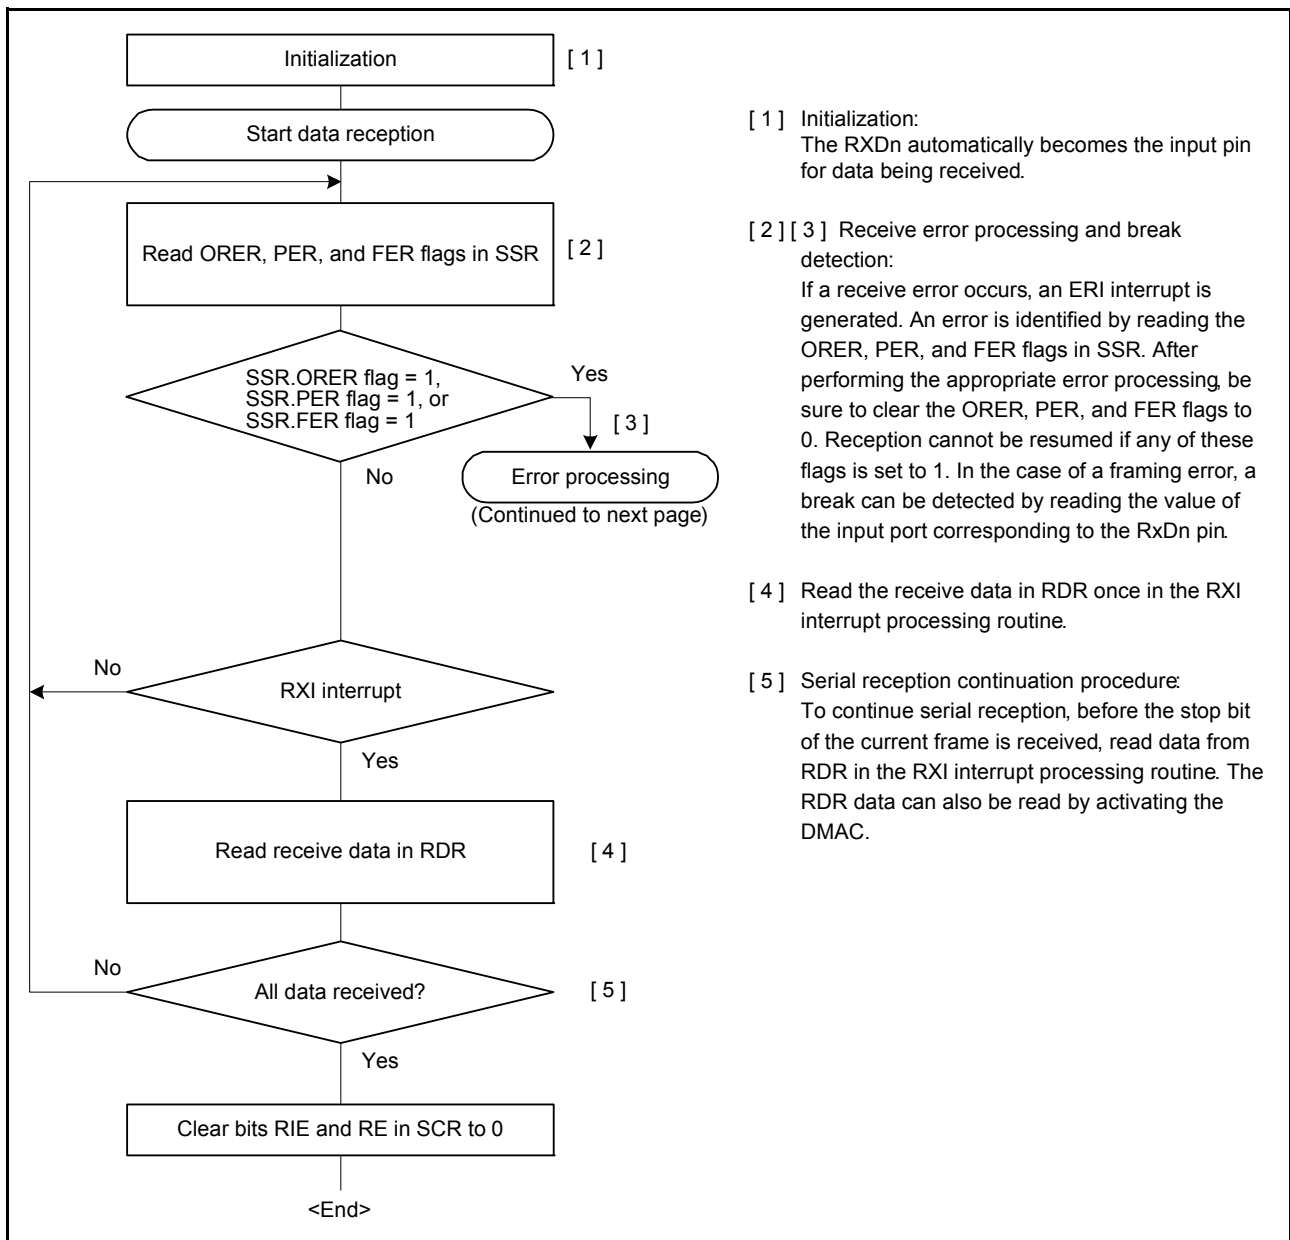 Initialization
[ 1 ]
Start data reception
Read ORER, PER, and FER flags in SSR
[ 2 ]
SSR.ORER flag = 1,
SSR.PER flag = 1, or
SSR.FER flag = 1
Yes
[ 3 ]
No
Error processing
(Continued to next page)
No
RXI interrupt
Yes
Read receive data in RDR
[ 4 ]
No
All data received?
[ 5 ]
Yes
Clear bits RIE and RE in SCR to 0
<End>
[ 1 ] Initialization:
The RXDn automatically becomes the input pin
for data being received.
[ 2 ] [ 3 ] Receive error processing and break
detection:
If a receive error occurs, an ERI interrupt is
generated. An error is identified by reading the
ORER, PER, and FER flags in SSR. After
performing the appropriate error processing, be
sure to clear the ORER, PER, and FER flags to
0. Reception cannot be resumed if any of these
flags is set to 1. In the case of a framing error, a
break can be detected by reading the value of
the input port corresponding to the RxDn pin.
[ 4 ] Read the receive data in RDR once in the RXI
interrupt processing routine.
[ 5 ] Serial reception continuation procedure:
To continue serial reception, before the stop bit
of the current frame is received, read data from
RDR in the RXI interrupt processing routine. The
RDR data can also be read by activating the
DMAC.